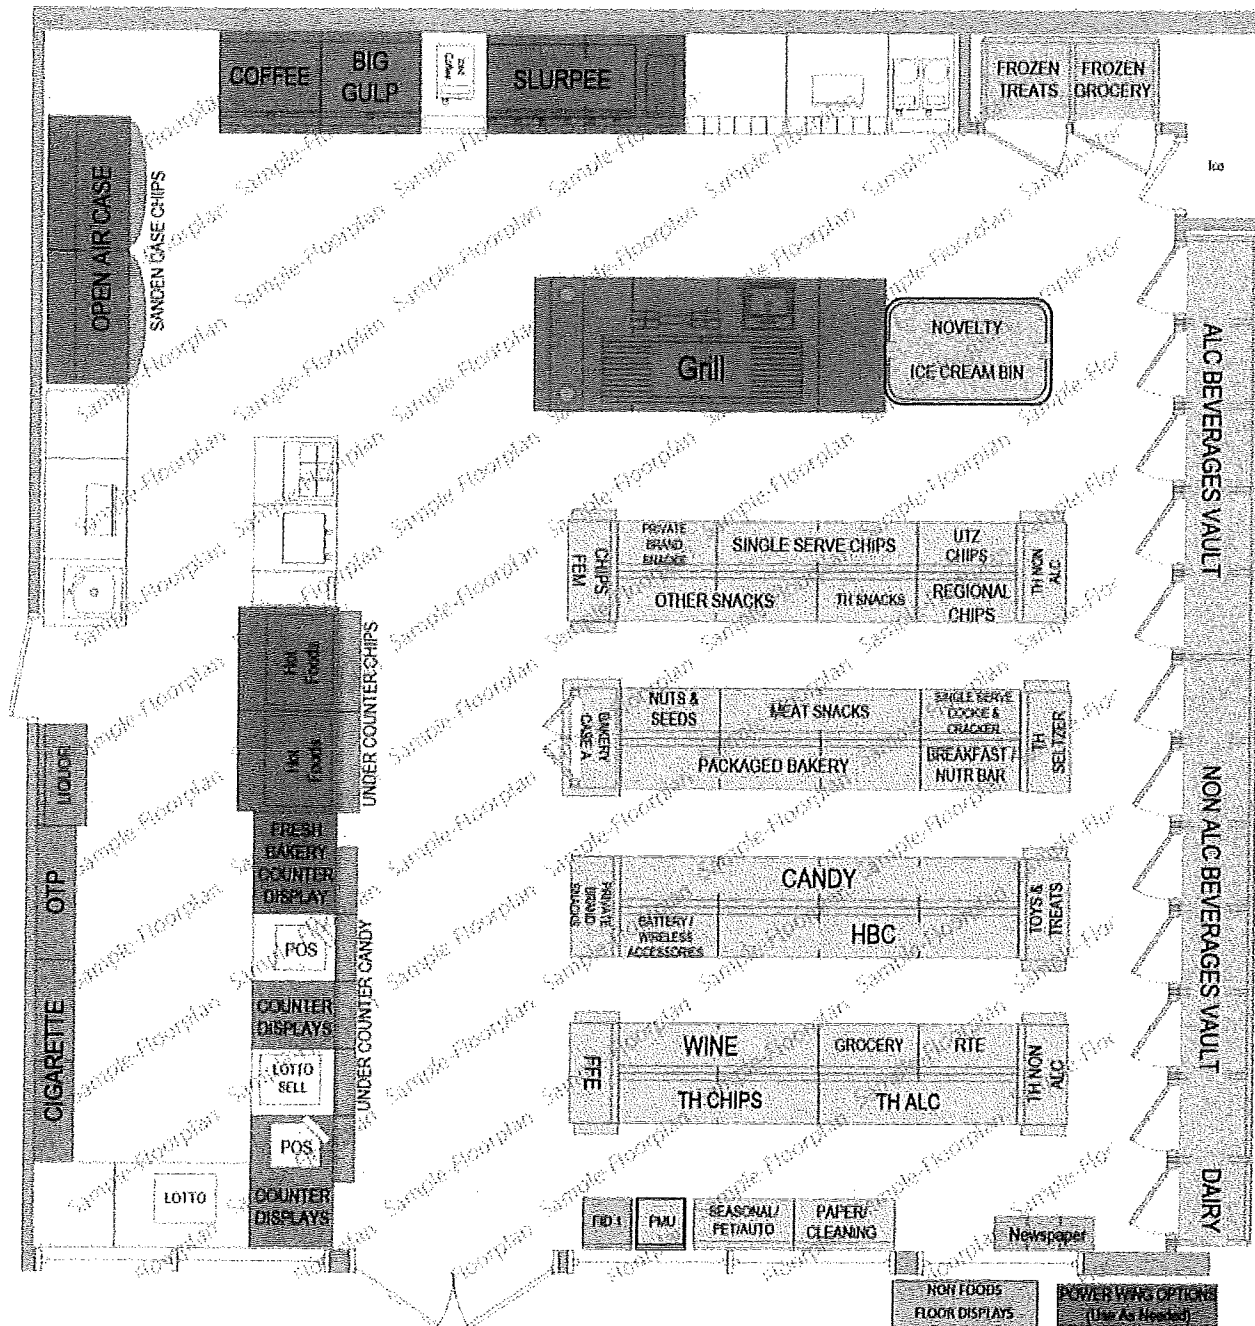 COFFEE
BIG
GULP
SLURPEE
FROZEN
TREATS
FROZEN
GROCERY
Ice
OPEN AIR CASE
SANDEN CASE CHIPS
Grill
NOVELTY
ICE CREAM BIN
ALC BEVERAGES VAULT
CHIPS
FEM
PRIVATE
BRAND
SNACKS
SINGLE SERVE CHIPS
UTZ
CHIPS
OTHER SNACKS
TH SNACKS
REGIONAL
CHIPS
TH NON
ALC
Hot
Foods
Hot
Foods
UNDER COUNTER CHIPS
BAKERY
CASE A
NUTS &
SEEDS
MEAT SNACKS
SINGLE SERVE
COOKIE &
CRACKER
PACKAGED BAKERY
BREAKFAST /
NUTR BAR
TH
SELTZER
NON ALC BEVERAGES VAULT
LIQUOR
OTP
CIGARETTE
FRESH
BAKERY
COUNTER
DISPLAY
POS
COUNTER
DISPLAYS
LOTTO
SELL
POS
COUNTER
DISPLAYS
LOTTO
UNDER COUNTER CANDY
PRIVATE
BRAND
SNACKS
CANDY
BATTERY /
WIRELESS
ACCESSORIES
HBC
TOYS &
TREATS
FFE
WINE
GROCERY
RTE
TH CHIPS
TH ALC
TH NON
ALC
DAIRY
PMU
SEASONAL/
PET/AUTO
PAPER/
CLEANING
Newspaper
NON FOODS
FLOOR DISPLAYS
POWER WING OPTIONS
(Use As Needed)
Sample-Floorplan